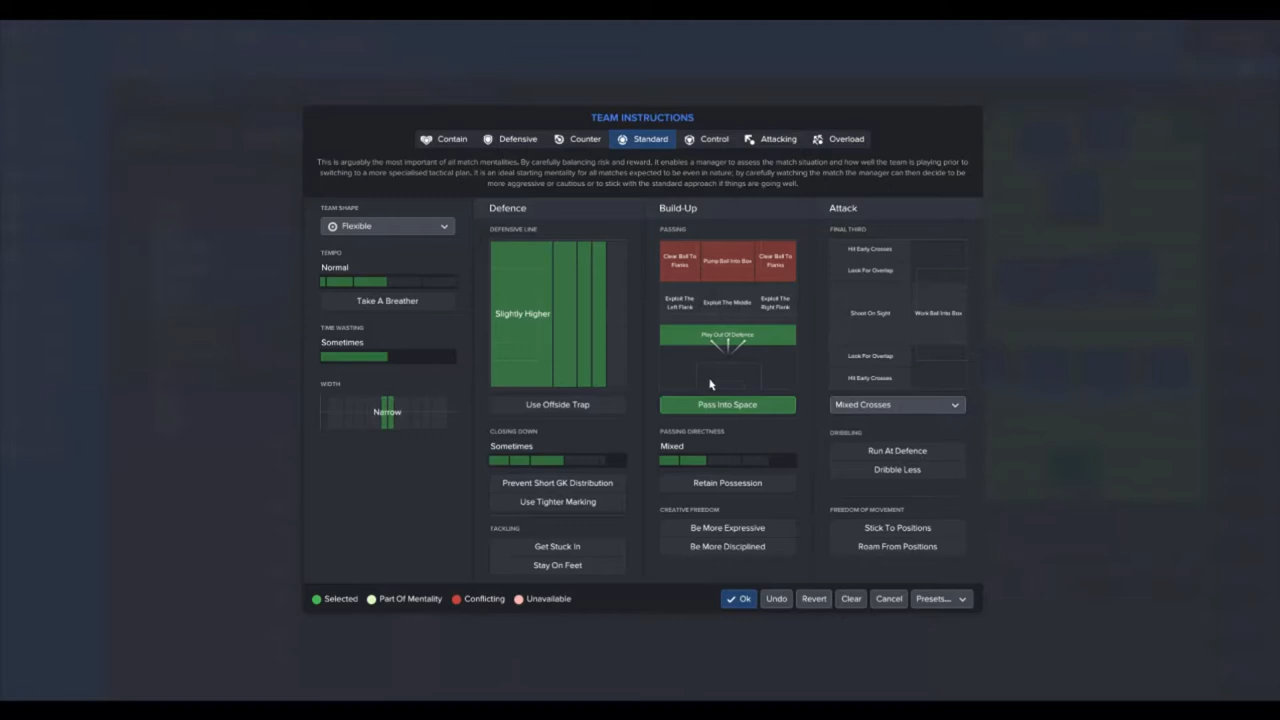 TEAM INSTRUCTIONS
Contain
Defensive
Counter
Standard
Control
Attacking
Overload
This is arguably the most important of all match mentalities. By carefully balancing risk and reward, it enables a manager to assess the match situation and how well the team is playing prior to
switching to a more specialised tactical plan. It is an ideal starting mentality for all matches expected to be even in nature; by carefully watching the match the manager can then decide to be
more aggressive or cautious or to stick with the standard approach if things are going well.
TEAM SHAPE
Flexible
TEMPO
Normal
Take A Breather
TIME WASTING
Sometimes
WIDTH
Narrow
Defence
DEFENSIVE LINE
Slightly Higher
Use Offside Trap
CLOSING DOWN
Sometimes
Prevent Short GK Distribution
Use Tighter Marking
TACKLING
Get Stuck In
Stay On Feet
Build-Up
PASSING
Clear Ball To
Flanks
Pump Ball Into Box
Clear Ball To
Flanks
Exploit The
Left Flank
Exploit The Middle
Exploit The
Right Flank
Play Out Of Defence
Pass Into Space
PASSING DIRECTNESS
Mixed
Retain Possession
CREATIVE FREEDOM
Be More Expressive
Be More Disciplined
Attack
FINAL THIRD
Hit Early Crosses
Look For Overlap
Shoot On Sight
Work Ball Into Box
Look For Overlap
Hit Early Crosses
Mixed Crosses
DRIBBLING
Run At Defence
Dribble Less
FREEDOM OF MOVEMENT
Stick To Positions
Roam From Positions
Selected
Part Of Mentality
Conflicting
Unavailable
Ok
Undo
Revert
Clear
Cancel
Presets...